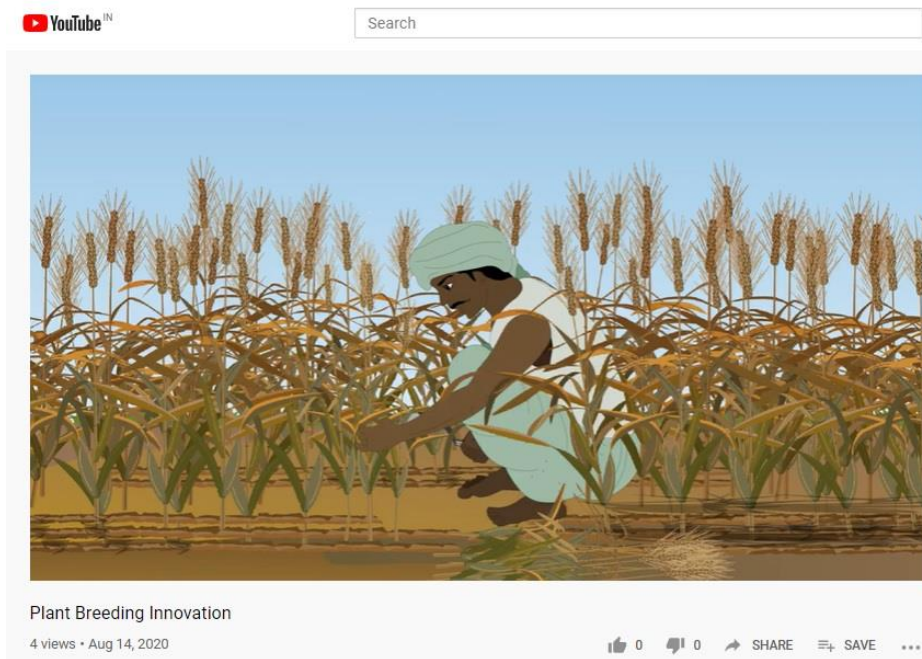 YouTube IN
Search
Plant Breeding Innovation
4 views • Aug 14, 2020
0 0 SHARE SAVE